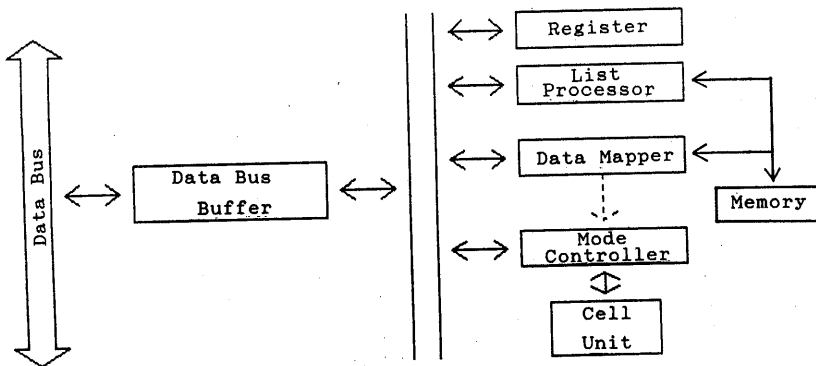 Register
List
Processor
Data Bus
Data Bus
Buffer
Data Mapper
Memory
Mode
Controller
Cell
Unit